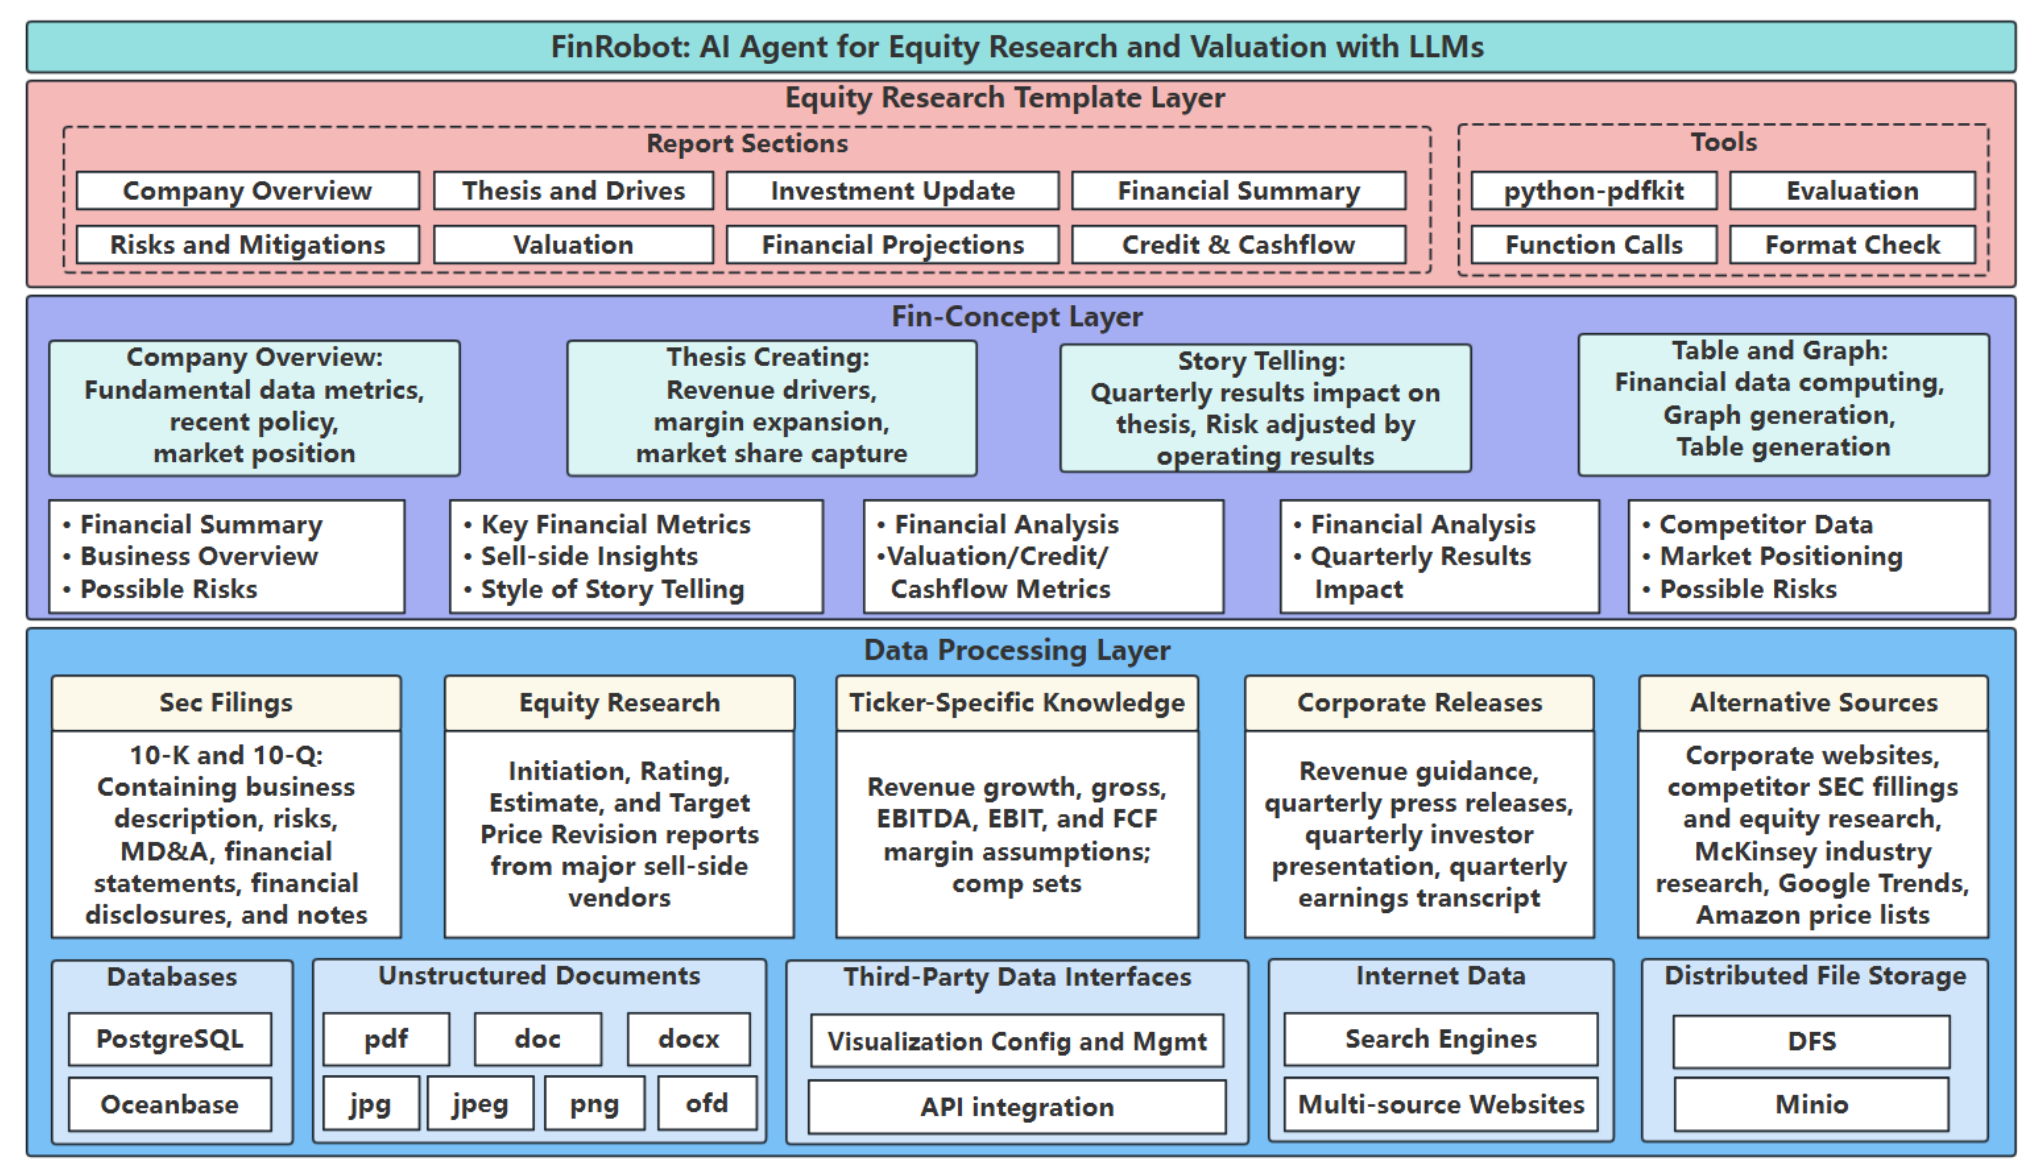 FinRobot: AI Agent for Equity Research and Valuation with LLMs
Equity Research Template Layer
Report Sections
Company Overview
Thesis and Drives
Investment Update
Financial Summary
Risks and Mitigations
Valuation
Financial Projections
Credit & Cashflow
Tools
python-pdfkit
Evaluation
Function Calls
Format Check
Fin-Concept Layer
Company Overview:
Fundamental data metrics,
recent policy,
market position
Thesis Creating:
Revenue drivers,
margin expansion,
market share capture
Story Telling:
Quarterly results impact on
thesis, Risk adjusted by
operating results
Table and Graph:
Financial data computing,
Graph generation,
Table generation
• Financial Summary
• Business Overview
• Possible Risks
• Key Financial Metrics
• Sell-side Insights
• Style of Story Telling
• Financial Analysis
•Valuation/Credit/
Cashflow Metrics
• Financial Analysis
• Quarterly Results
Impact
• Competitor Data
• Market Positioning
• Possible Risks
Data Processing Layer
Sec Filings
10-K and 10-Q:
Containing business
description, risks,
MD&A, financial
statements, financial
disclosures, and notes
Equity Research
Initiation, Rating,
Estimate, and Target
Price Revision reports
from major sell-side
vendors
Ticker-Specific Knowledge
Revenue growth, gross,
EBITDA, EBIT, and FCF
margin assumptions;
comp sets
Corporate Releases
Revenue guidance,
quarterly press releases,
quarterly investor
presentation, quarterly
earnings transcript
Alternative Sources
Corporate websites,
competitor SEC fillings
and equity research,
McKinsey industry
research, Google Trends,
Amazon price lists
Databases
PostgreSQL
Oceanbase
Unstructured Documents
pdf
doc
docx
jpg
jpeg
png
ofd
Third-Party Data Interfaces
Visualization Config and Mgmt
API integration
Internet Data
Search Engines
Multi-source Websites
Distributed File Storage
DFS
Minio